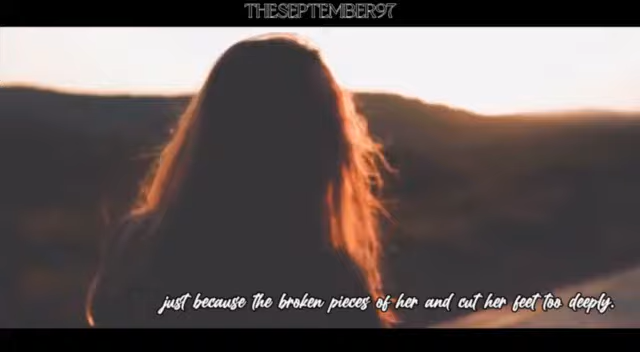 THESEPTEMBER97
just because the broken pieces of her and cut her feet too deeply.